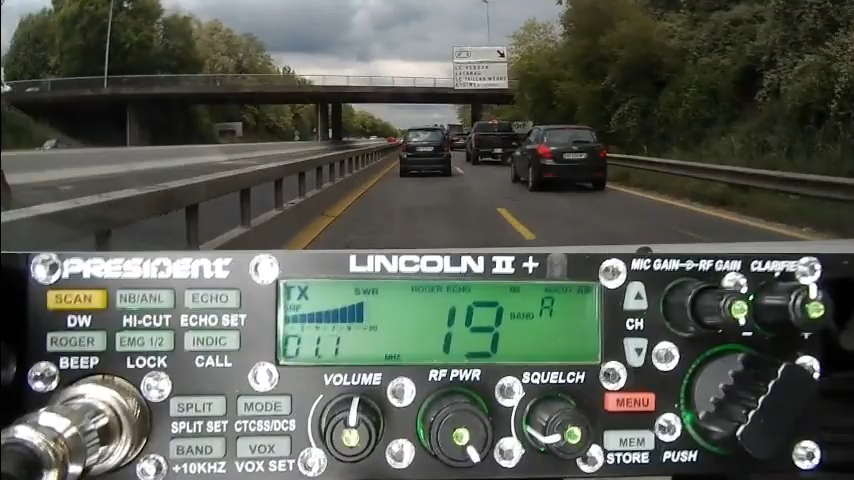 PRESIDENT
LINCOLN II +
MIC GAIN RF GAIN CLARIFIER
SCAN NB/ANL ECHO
DW HI-CUT ECHO SET
ROGER EMG 1/2 INDIC
BEEP LOCK CALL
TX SWR ROGER ECHO NB
19 BAND A
MHZ
CH
VOLUME RF PWR SQUELCH
MENU
SPLIT MODE
SPLIT SET CTCSS/DCS
BAND VOX
+10KHZ VOX SET
MEM
STORE PUSH